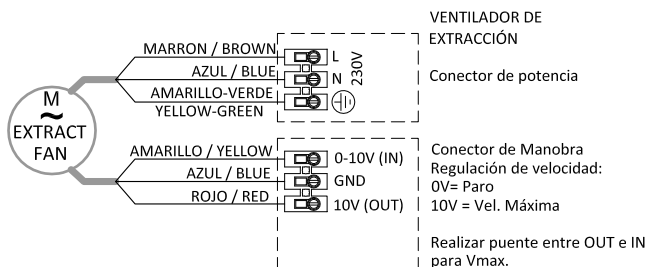 VENTILADOR DE
EXTRACCIÓN
MARRON / BROWN
L
AZUL / BLUE
N
230V
Conector de potencia
AMARILLO-VERDE
YELLOW-GREEN
M
~
EXTRACT
FAN
AMARILLO / YELLOW
0-10V (IN)
AZUL / BLUE
GND
ROJO / RED
10V (OUT)
Conector de Manobra
Regulación de velocidad:
0V= Paro
10V = Vel. Máxima
Realizar puente entre OUT e IN
para Vmax.